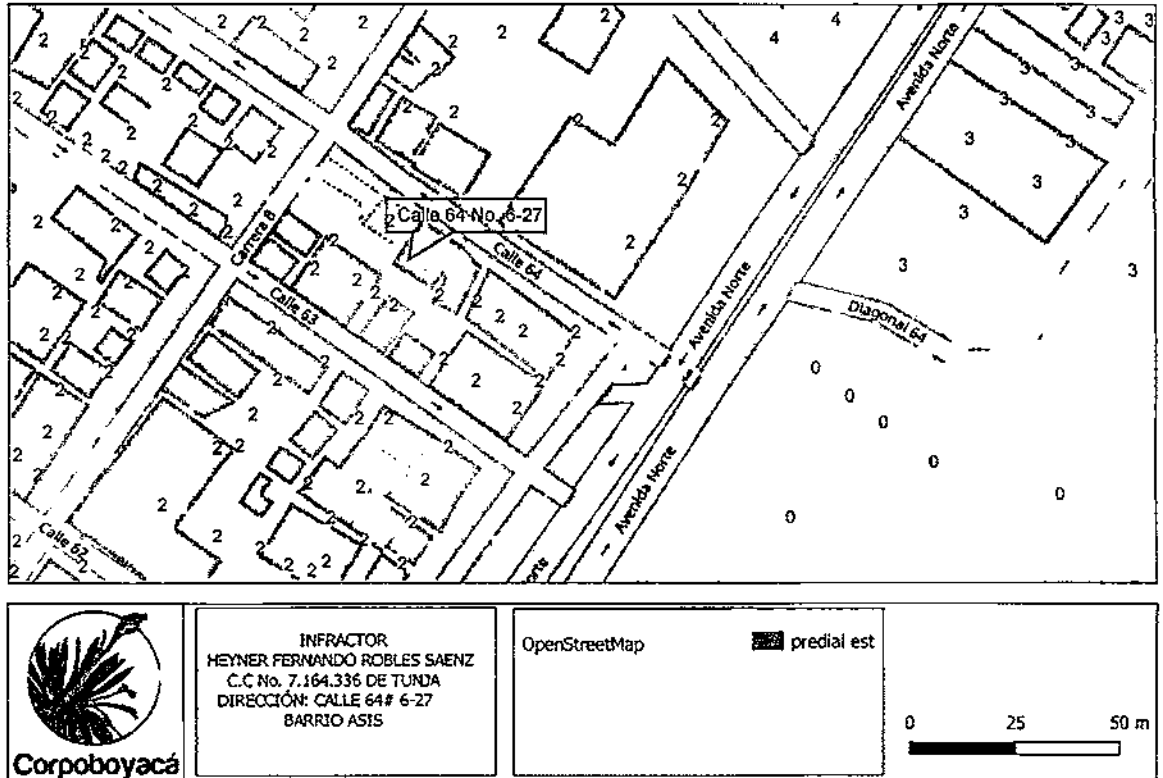 Avenida Norte
Calle 64 No. 6-27
Carrera 8
Calle 64
Calle 63
Avenida Norte
Diagonal 64
Avenida Norte
Calle 62
orte
INFRACTOR
HEYNER FERNANDO ROBLES SAENZ
C.C No. 7.164.336 DE TUNJA
DIRECCIÓN: CALLE 64# 6-27
BARRIO ASIS
OpenStreetMap
predial est
0 25 50 m
Corpoboyacá